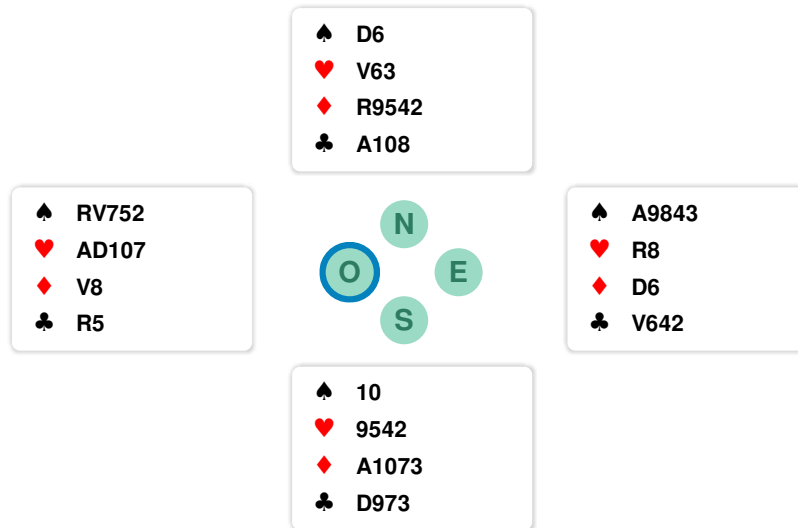 ♠ D6
♥ V63
♦ R9542
♣ A108
♠ RV752
♥ AD107
♦ V8
♣ R5
N
O E
S
♠ A9843
♥ R8
♦ D6
♣ V642
♠ 10
♥ 9542
♦ A1073
♣ D973